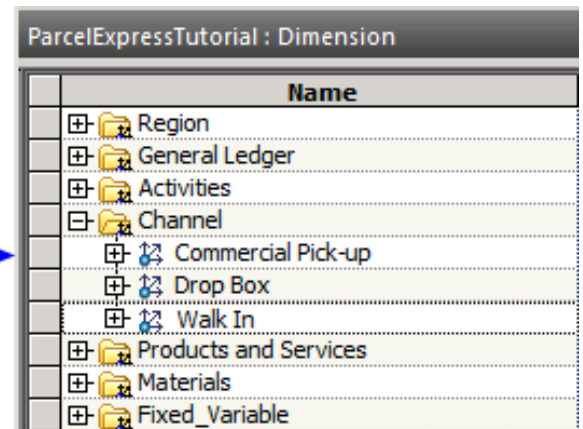 ParcelExpressTutorial : Dimension
Name
Region
General Ledger
Activities
Channel
Commercial Pick-up
Drop Box
Walk In
Products and Services
Materials
Fixed_Variable